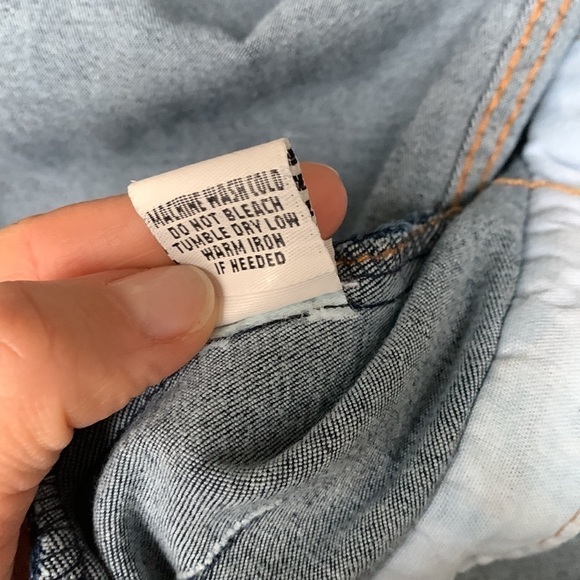 MACHINE WASH COLD
DO NOT BLEACH
TUMBLE DRY LOW
WARM IRON
IF NEEDED